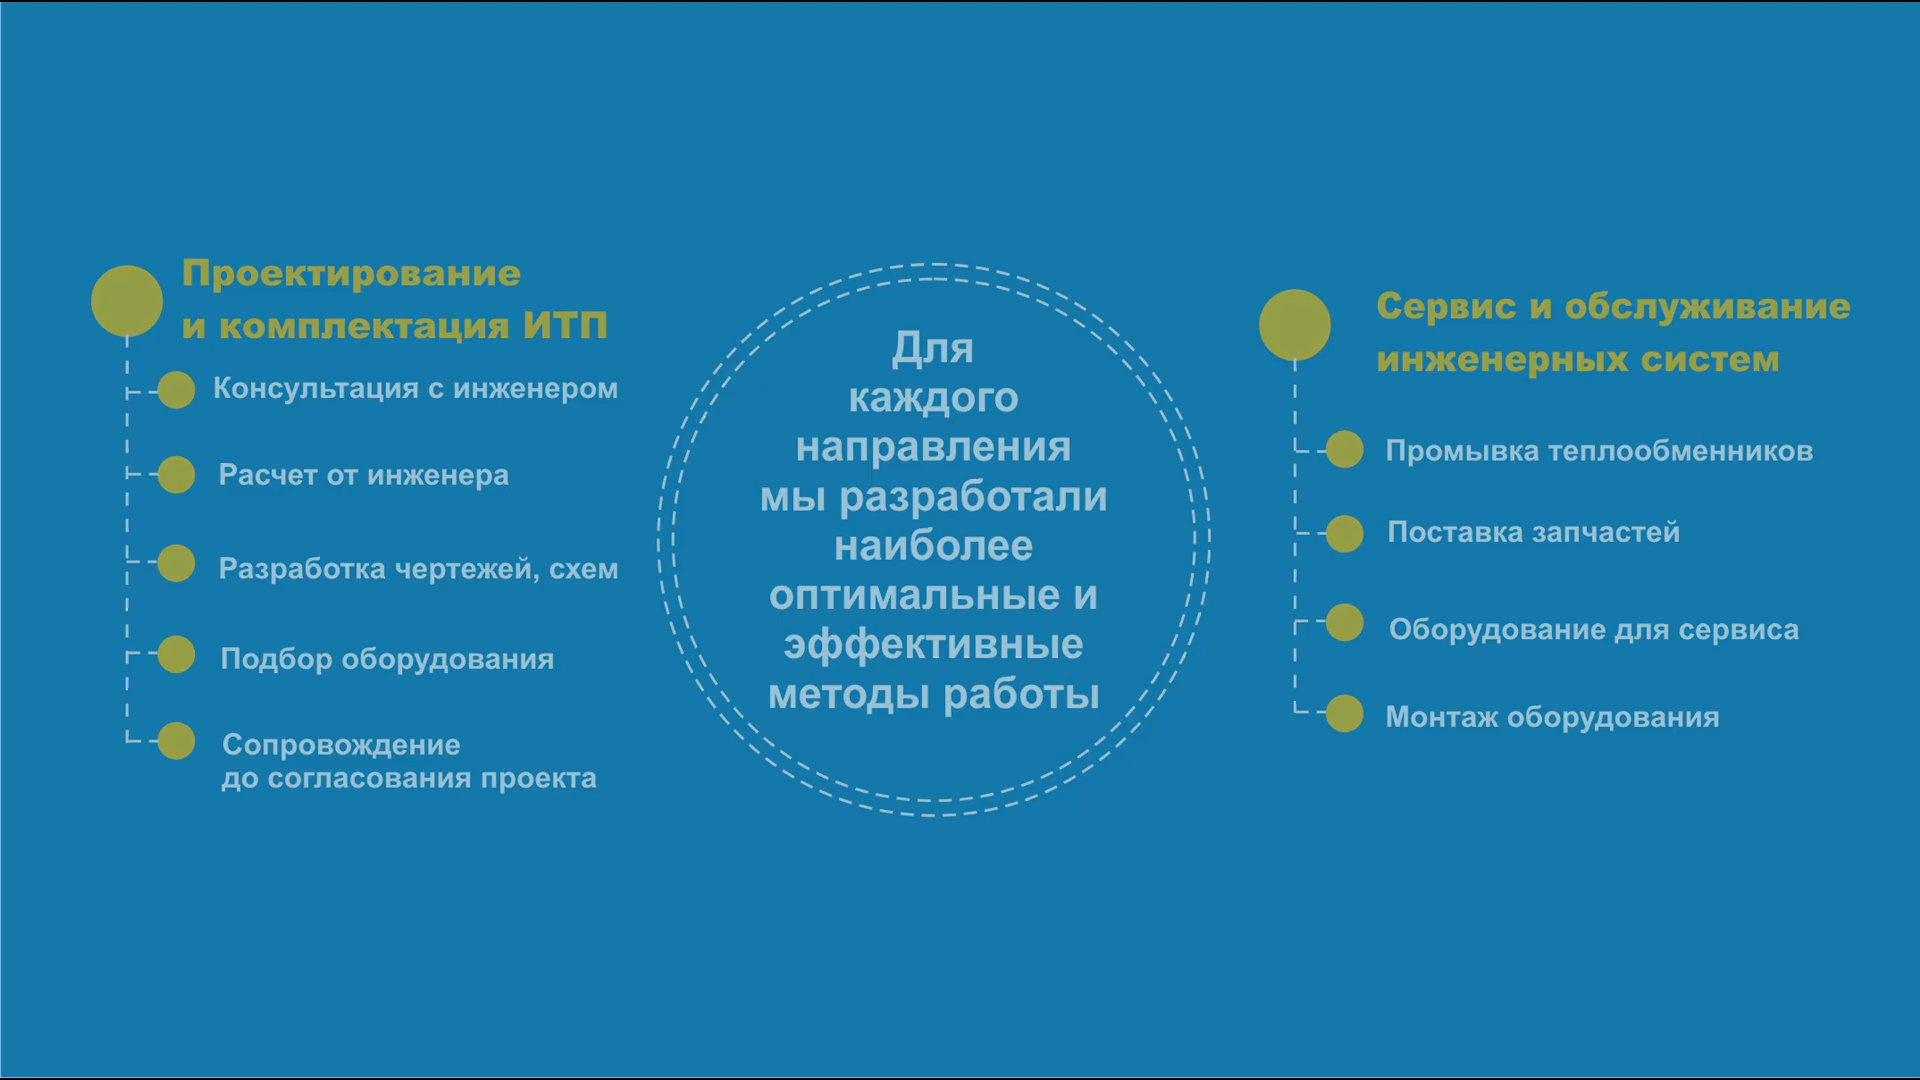 Проектирование
и комплектация ИТП
Консультация с инженером
Расчет от инженера
Разработка чертежей, схем
Подбор оборудования
Сопровождение
до согласования проекта
Для
каждого
направления
мы разработали
наиболее
оптимальные и
эффективные
методы работы
Сервис и обслуживание
инженерных систем
Промывка теплообменников
Поставка запчастей
Оборудование для сервиса
Монтаж оборудования